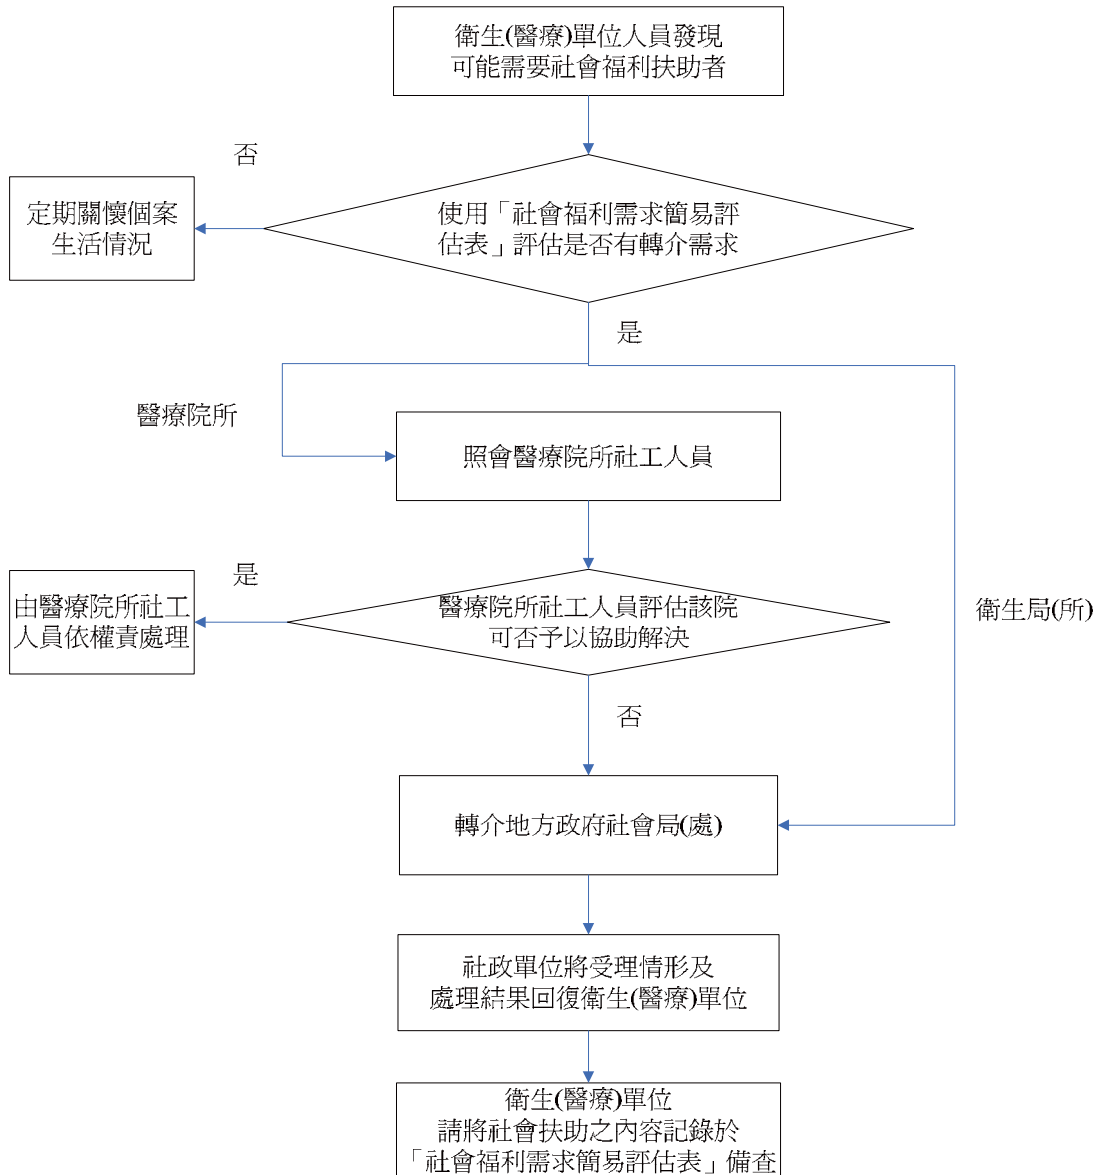 衛生(醫療)單位人員發現
可能需要社會福利扶助者
否
定期關懷個案
生活情況
使用「社會福利需求簡易評
估表」評估是否有轉介需求
是
醫療院所
照會醫療院所社工人員
是
由醫療院所社工
人員依權責處理
醫療院所社工人員評估該院
可否予以協助解決
衛生局(所)
否
轉介地方政府社會局(處)
社政單位將受理情形及
處理結果回復衛生(醫療)單位
衛生(醫療)單位
請將社會扶助之內容記錄於
「社會福利需求簡易評估表」備查